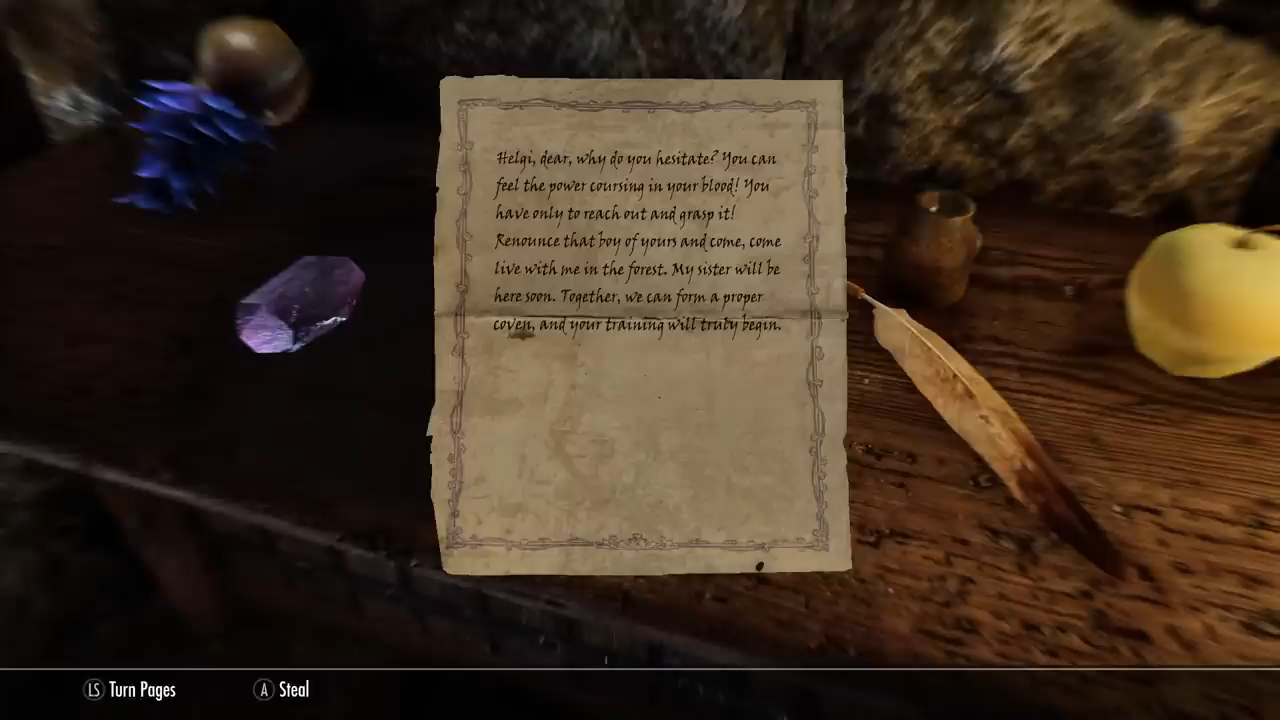 Helgi, dear, why do you hesitate? You can
feel the power coursing in your blood! You
have only to reach out and grasp it!
Renounce that boy of yours and come, come
live with me in the forest. My sister will be
here soon. Together, we can form a proper
coven, and your training will truly begin.
LS Turn Pages
A Steal